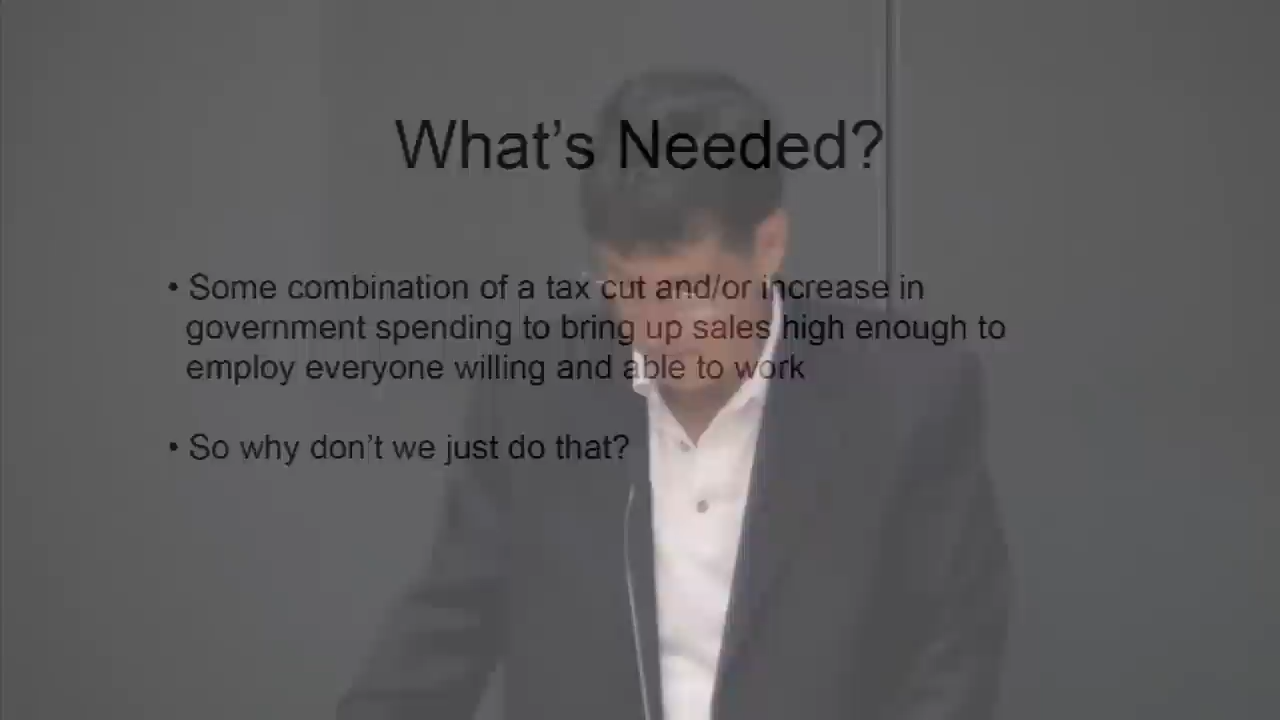 What's Needed?
• Some combination of a tax cut and/or increase in
government spending to bring up sales high enough to
employ everyone willing and able to work
• So why don't we just do that?